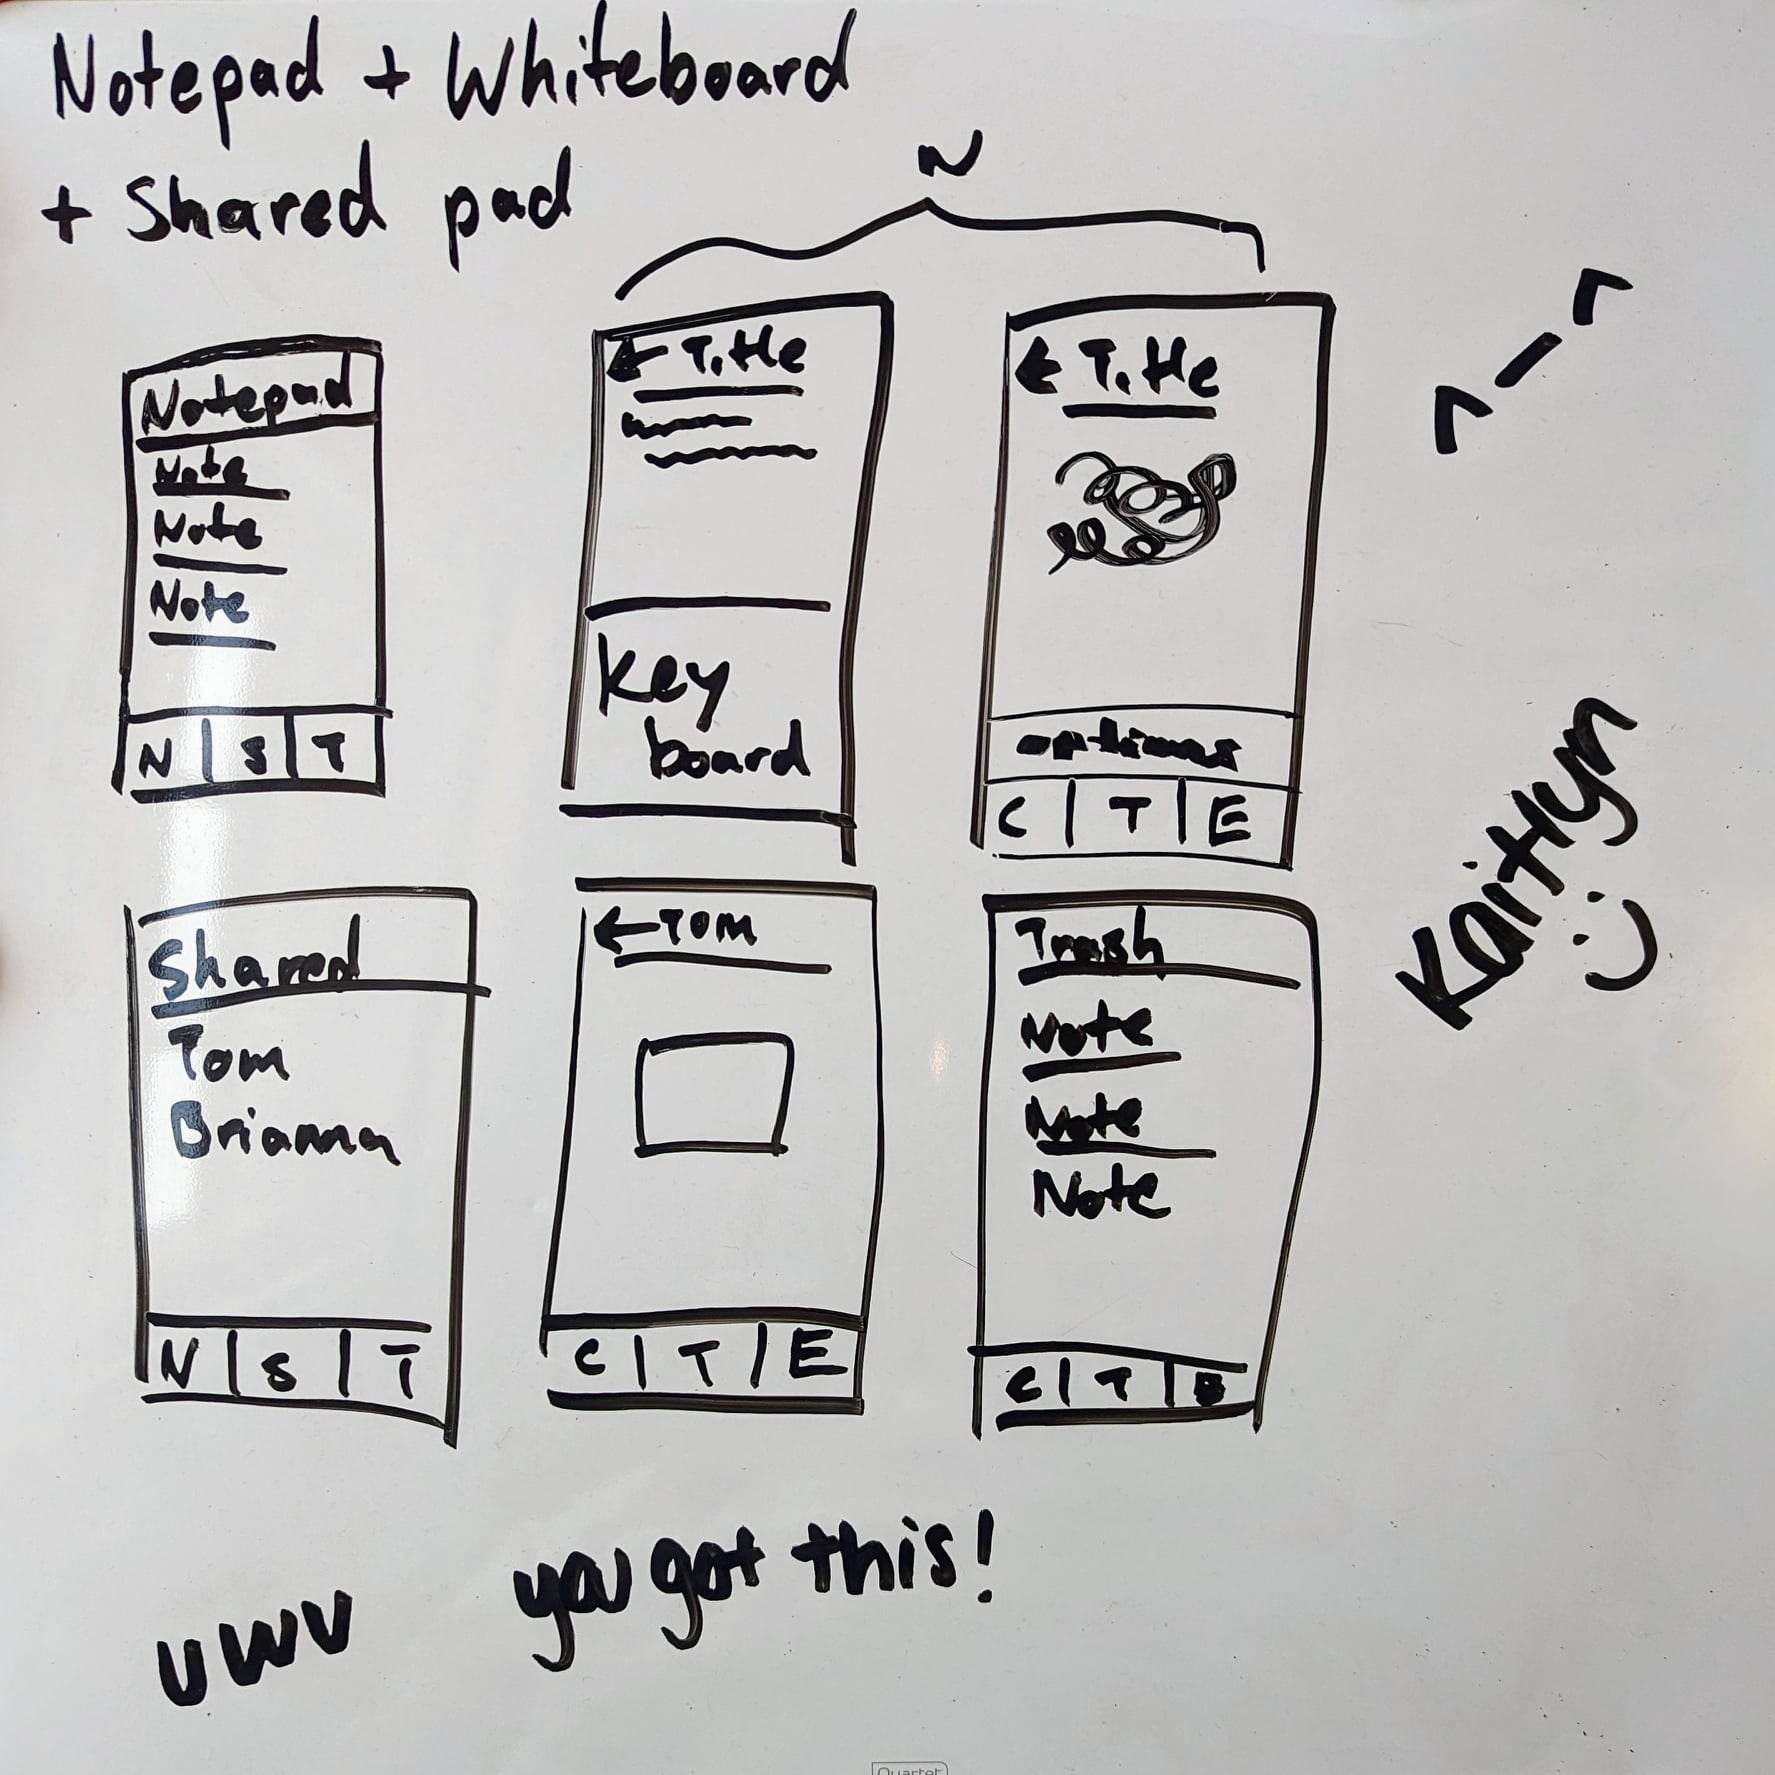 Notepad + Whiteboard
+ Shared pad
N
Notepad
Note
Note
Note
N | S | T
← Title
Key
board
← Title
options
C | T | E
^-^
Kaitlyn
:)
Shared
Tom
Brianna
N | S | T
← Tom
C | T | E
Trash
Note
Note
Note
C | T | E
UWU
you got this!
Quartet